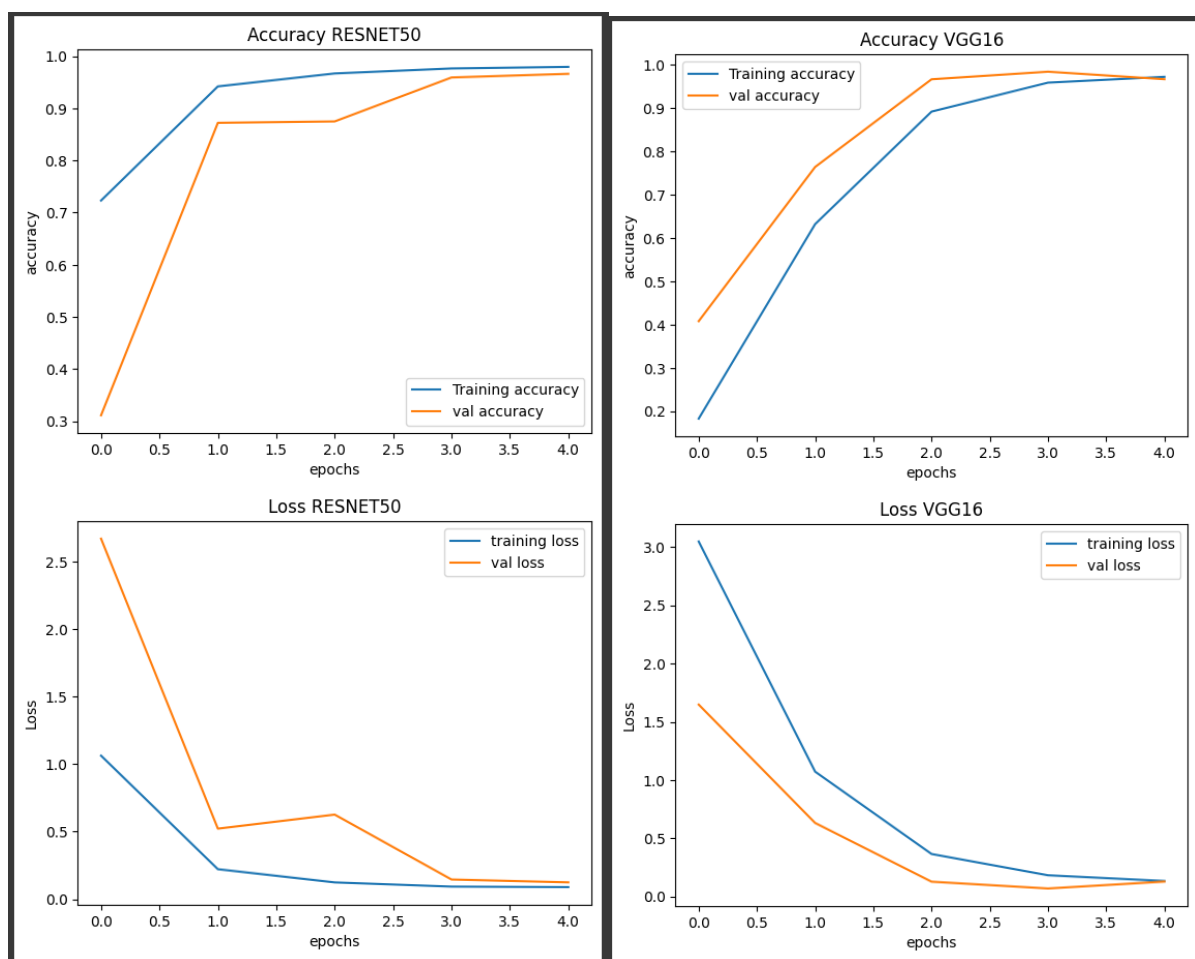 Accuracy RESNET50
accuracy
1.0
0.9
0.8
0.7
0.6
0.5
0.4
0.3
Training accuracy
val accuracy
0.0 0.5 1.0 1.5 2.0 2.5 3.0 3.5 4.0
epochs
Accuracy VGG16
accuracy
1.0
0.9
0.8
0.7
0.6
0.5
0.4
0.3
0.2
Training accuracy
val accuracy
0.0 0.5 1.0 1.5 2.0 2.5 3.0 3.5 4.0
epochs
Loss RESNET50
Loss
2.5
2.0
1.5
1.0
0.5
0.0
training loss
val loss
0.0 0.5 1.0 1.5 2.0 2.5 3.0 3.5 4.0
epochs
Loss VGG16
Loss
3.0
2.5
2.0
1.5
1.0
0.5
0.0
training loss
val loss
0.0 0.5 1.0 1.5 2.0 2.5 3.0 3.5 4.0
epochs